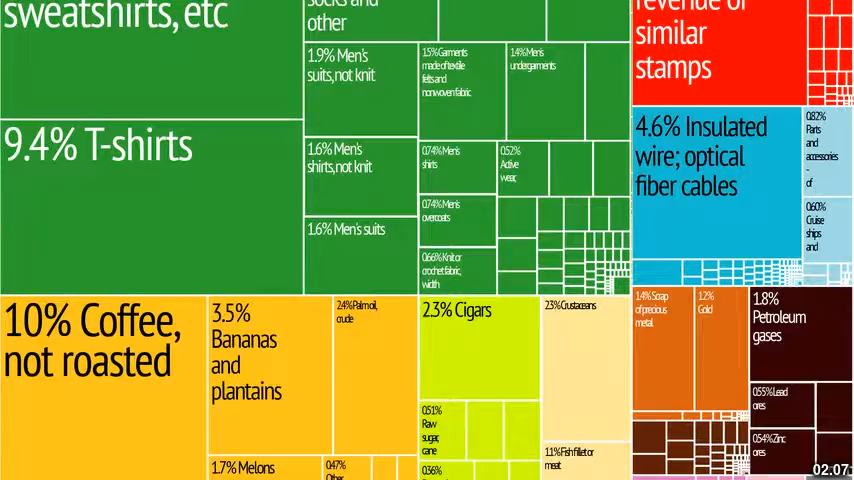 sweatshirts, etc
socks and
other
revenue or
similar
stamps
1.9% Men's
suits, not knit
1.5% Garments
made of textile
felts and
nonwoven fabric
1.4% Men's
undergarments
9.4% T-shirts
1.6% Men's
shirts, not knit
1.6% Men's suits
0.74% Men's
shirts
0.52%
Active
wear,
0.74% Men's
overcoats
0.66% Knit or
crochet fabric,
width
4.6% Insulated
wire; optical
fiber cables
0.82%
Parts
and
accessories
-
of
0.60%
Cruise
ships
and
10% Coffee,
not roasted
3.5%
Bananas
and
plantains
2.4% Palm oil,
crude
1.7% Melons
0.47%
Other
2.3% Cigars
0.51%
Raw
sugar,
cane
0.36%
2.3% Crustaceans
1.1% Fish fillet or
meat
1.4% Soap
of precious
metal
1.2%
Gold
1.8%
Petroleum
gases
0.55% Lead
ores
0.54% Zinc
ores
02.07